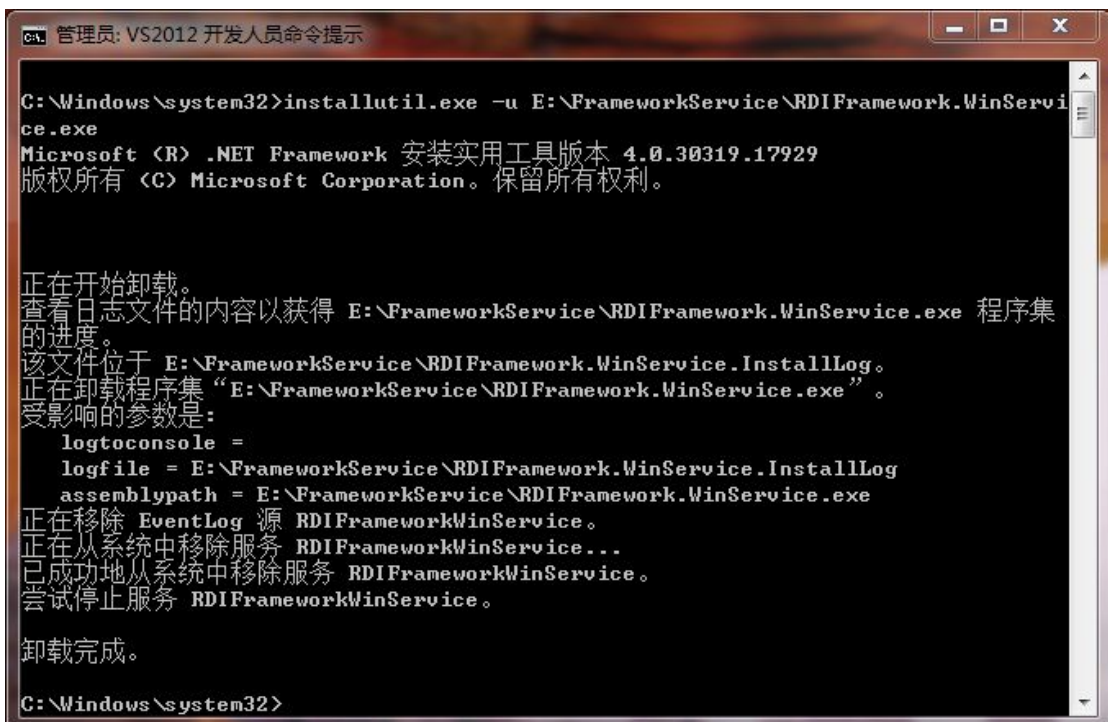 管理员: VS2012 开发人员命令提示
C:\Windows\system32>installutil.exe -u E:\FrameworkService\RDIFramework.WinServi
ce.exe
Microsoft (R) .NET Framework 安装实用工具版本 4.0.30319.17929
版权所有 (C) Microsoft Corporation。保留所有权利。
正在开始卸载。
查看日志文件的内容以获得 E:\FrameworkService\RDIFramework.WinService.exe 程序集
的进度。
该文件位于 E:\FrameworkService\RDIFramework.WinService.InstallLog。
正在卸载程序集“E:\FrameworkService\RDIFramework.WinService.exe”。
受影响的参数是:
logtoconsole =
logfile = E:\FrameworkService\RDIFramework.WinService.InstallLog
assemblypath = E:\FrameworkService\RDIFramework.WinService.exe
正在移除 EventLog 源 RDIFrameworkWinService。
正在从系统中移除服务 RDIFrameworkWinService...
已成功地从系统中移除服务 RDIFrameworkWinService。
尝试停止服务 RDIFrameworkWinService。
卸载完成。
C:\Windows\system32>